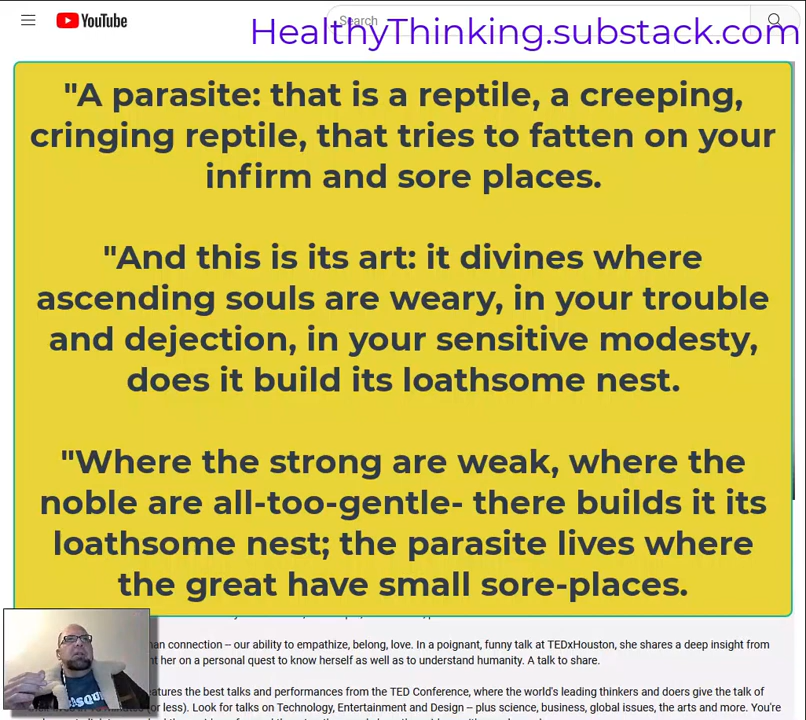 YouTube
Search
HealthyThinking.substack.com
"A parasite: that is a reptile, a creeping,
cringing reptile, that tries to fatten on your
infirm and sore places.
"And this is its art: it divines where
ascending souls are weary, in your trouble
and dejection, in your sensitive modesty,
does it build its loathsome nest.
"Where the strong are weak, where the
noble are all-too-gentle- there builds it its
loathsome nest; the parasite lives where
the great have small sore-places.
an connection – our ability to empathize, belong, love. In a poignant, funny talk at TEDxHouston, she shares a deep insight from
her on a personal quest to know herself as well as to understand humanity. A talk to share.
atures the best talks and performances from the TED Conference, where the world's leading thinkers and doers give the talk of
or less). Look for talks on Technology, Entertainment and Design – plus science, business, global issues, the arts and more. You're